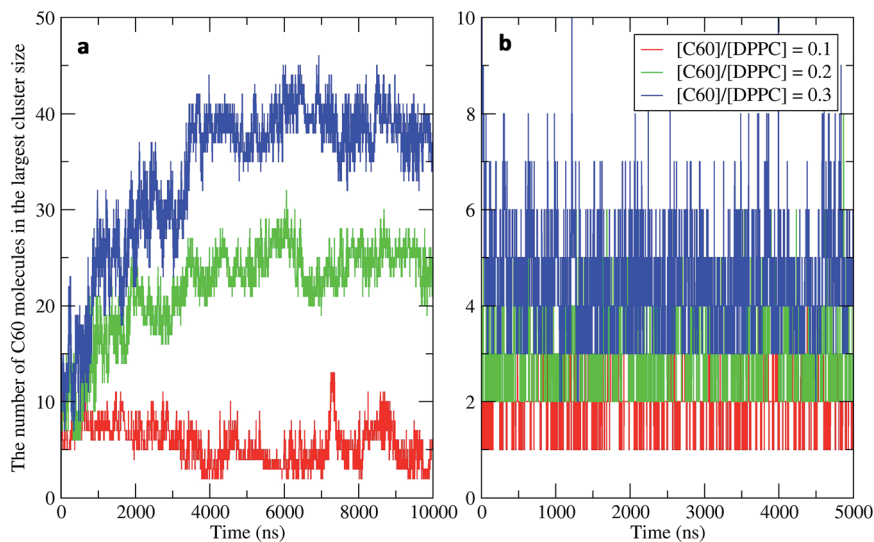 The number of C60 molecules in the largest cluster size
50
40
30
20
10
0
a
0 2000 4000 6000 8000 10000
Time (ns)
10
8
6
4
2
0
b
[C60]/[DPPC] = 0.1
[C60]/[DPPC] = 0.2
[C60]/[DPPC] = 0.3
0 1000 2000 3000 4000 5000
Time (ns)